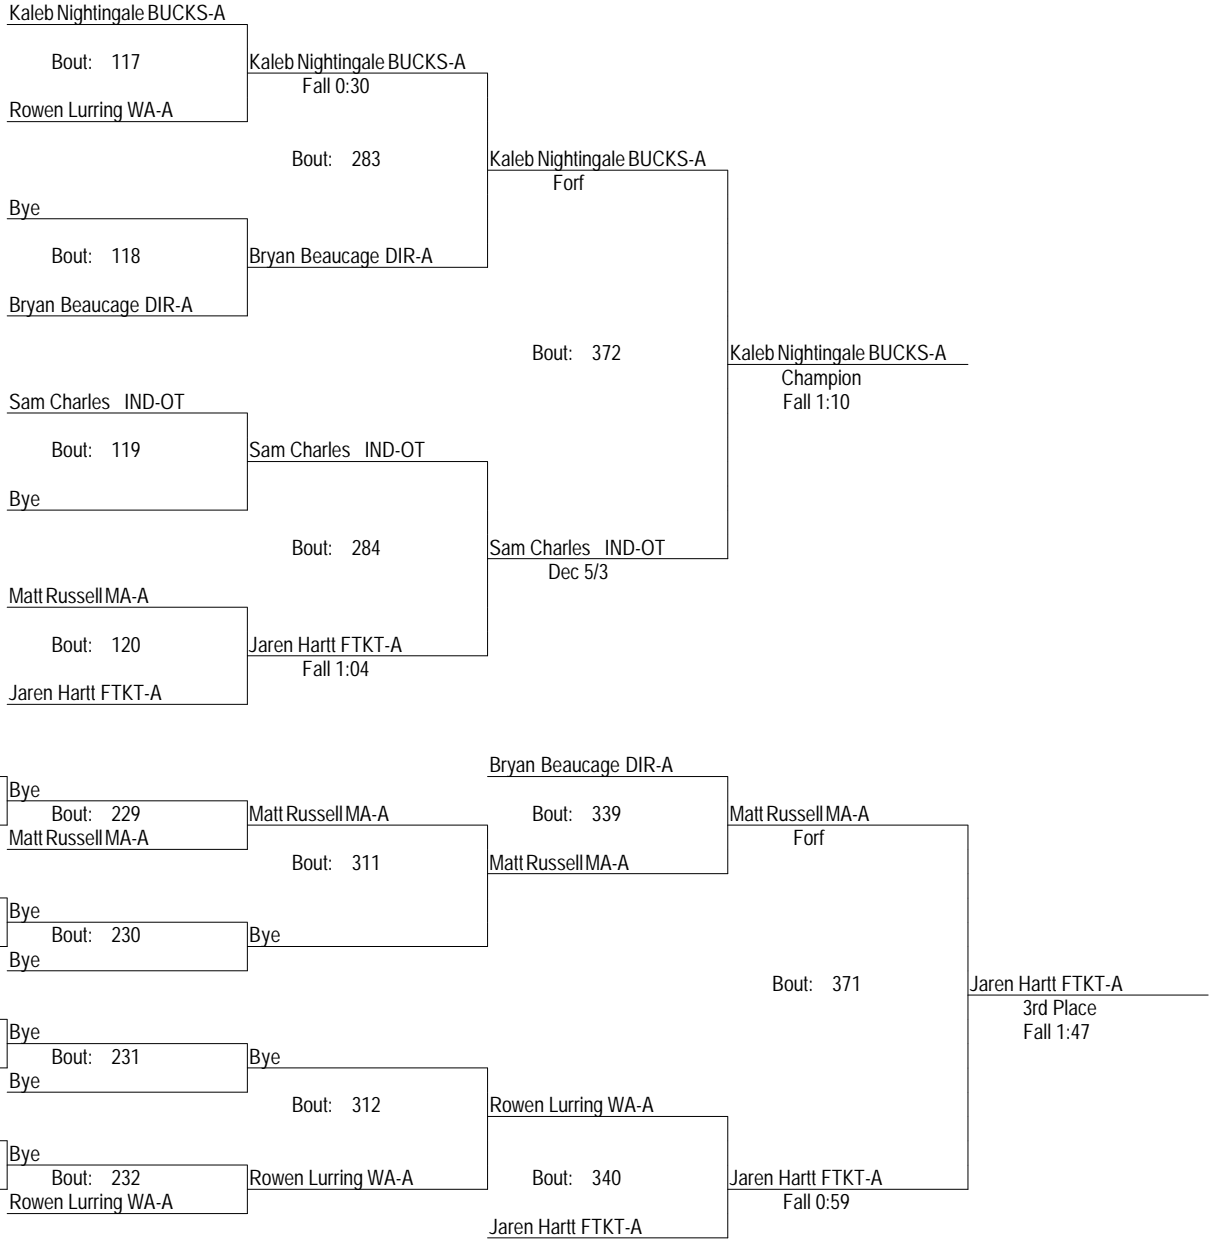 Kaleb Nightingale BUCKS-A
Bout: 117
Kaleb Nightingale BUCKS-A
Fall 0:30
Rowen Lurring WA-A
Bout: 283
Kaleb Nightingale BUCKS-A
Forf
Bye
Bout: 118
Bryan Beaucage DIR-A
Bryan Beaucage DIR-A
Bout: 372
Kaleb Nightingale BUCKS-A
Champion
Fall 1:10
Sam Charles IND-OT
Bout: 119
Sam Charles IND-OT
Bye
Bout: 284
Sam Charles IND-OT
Dec 5/3
Matt Russell MA-A
Bout: 120
Jaren Hartt FTKT-A
Fall 1:04
Jaren Hartt FTKT-A
Bryan Beaucage DIR-A
Bye
Bout: 229
Matt Russell MA-A
Bout: 339
Matt Russell MA-A
Forf
Matt Russell MA-A
Bout: 311
Matt Russell MA-A
Bye
Bout: 230
Bye
Bye
Bout: 371
Jaren Hartt FTKT-A
3rd Place
Fall 1:47
Bye
Bout: 231
Bye
Bye
Bout: 312
Rowen Lurring WA-A
Bye
Bout: 232
Rowen Lurring WA-A
Bout: 340
Jaren Hartt FTKT-A
Fall 0:59
Rowen Lurring WA-A
Jaren Hartt FTKT-A